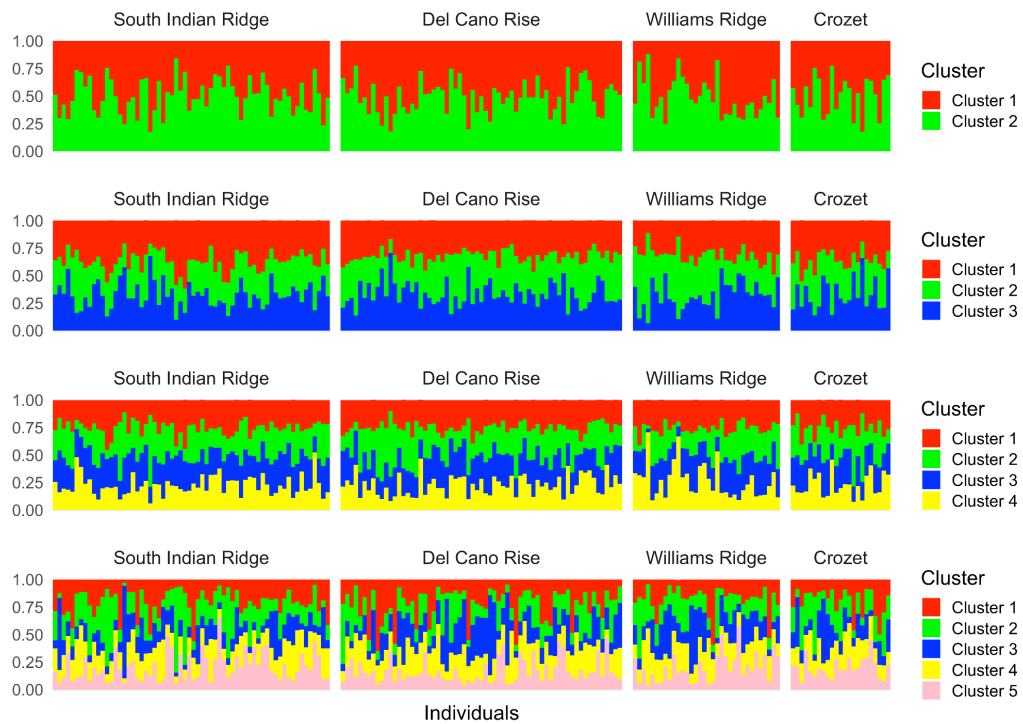 South Indian Ridge Del Cano Rise Williams Ridge Crozet
1.00
0.75
0.50
0.25
0.00
Cluster
Cluster 1
Cluster 2
South Indian Ridge Del Cano Rise Williams Ridge Crozet
1.00
0.75
0.50
0.25
0.00
Cluster
Cluster 1
Cluster 2
Cluster 3
South Indian Ridge Del Cano Rise Williams Ridge Crozet
1.00
0.75
0.50
0.25
0.00
Cluster
Cluster 1
Cluster 2
Cluster 3
Cluster 4
South Indian Ridge Del Cano Rise Williams Ridge Crozet
1.00
0.75
0.50
0.25
0.00
Cluster
Cluster 1
Cluster 2
Cluster 3
Cluster 4
Cluster 5
Individuals